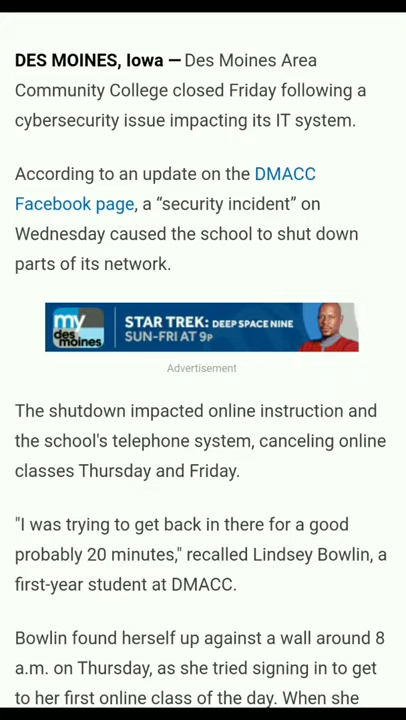 DES MOINES, Iowa — Des Moines Area
Community College closed Friday following a
cybersecurity issue impacting its IT system.
According to an update on the DMACC
Facebook page, a “security incident” on
Wednesday caused the school to shut down
parts of its network.
my
des
moines
STAR TREK: DEEP SPACE NINE
SUN-FRI AT 9P
Advertisement
The shutdown impacted online instruction and
the school's telephone system, canceling online
classes Thursday and Friday.
"I was trying to get back in there for a good
probably 20 minutes," recalled Lindsey Bowlin, a
first-year student at DMACC.
Bowlin found herself up against a wall around 8
a.m. on Thursday, as she tried signing in to get
to her first online class of the day. When she